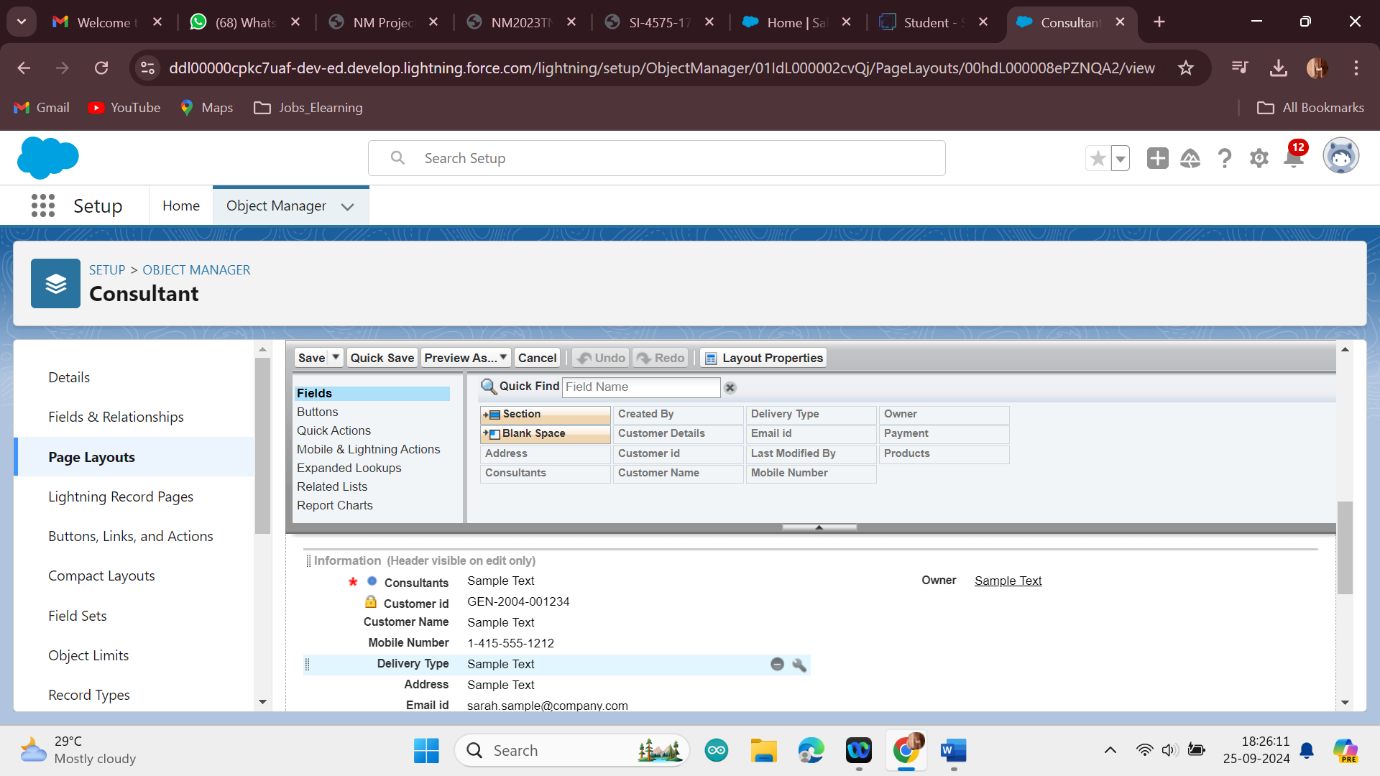 Welcome t
(68) Whats
NM Projec
NM2023TN
SI-4575-17
Home | Sal
Student - S
Consultant
ddl00000cpkc7uaf-dev-ed.develop.lightning.force.com/lightning/setup/ObjectManager/01IdL000002cvQj/PageLayouts/00hdL000008ePZNQA2/view
Gmail
YouTube
Maps
Jobs_Elearning
All Bookmarks
Search Setup
12
Setup
Home
Object Manager
SETUP > OBJECT MANAGER
Consultant
Details
Fields & Relationships
Page Layouts
Lightning Record Pages
Buttons, Links, and Actions
Compact Layouts
Field Sets
Object Limits
Record Types
Save
Quick Save
Preview As...
Cancel
Undo
Redo
Layout Properties
Fields
Buttons
Quick Actions
Mobile & Lightning Actions
Expanded Lookups
Related Lists
Report Charts
Quick Find Field Name
Section Created By Delivery Type Owner
Blank Space Customer Details Email id Payment
Address Customer id Last Modified By Products
Consultants Customer Name Mobile Number
Information (Header visible on edit only)
* Consultants Sample Text Owner Sample Text
Customer id GEN-2004-001234
Customer Name Sample Text
Mobile Number 1-415-555-1212
Delivery Type Sample Text
Address Sample Text
Email id sarah.sample@company.com
29°C
Mostly cloudy
Search
18:26:11
25-09-2024
PRE